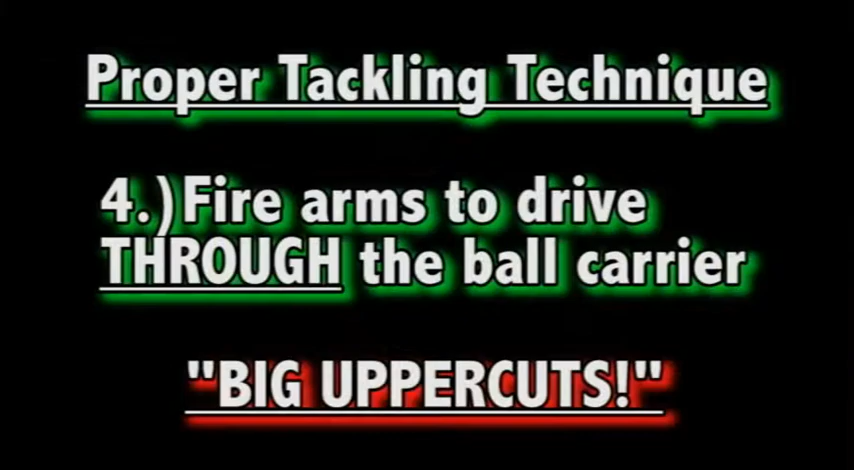 Proper Tackling Technique
4.)Fire arms to drive
THROUGH the ball carrier
"BIG UPPERCUTS!"